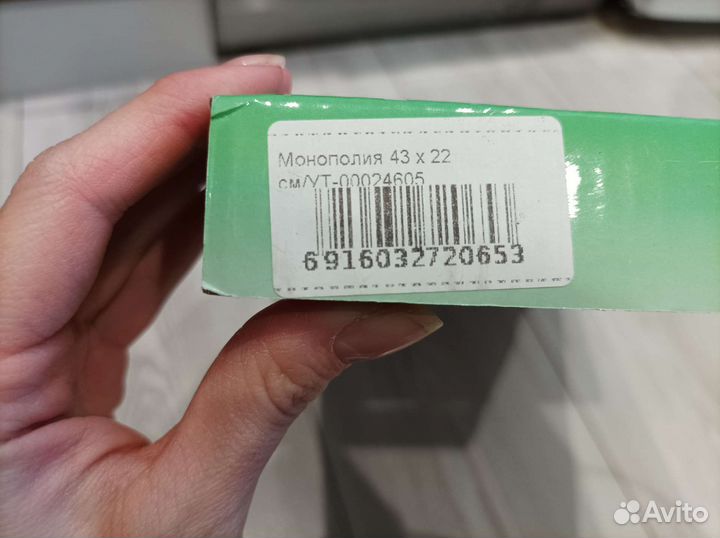 Монополия 43 x 22
см/УТ-00024605
6916032720653
Avito